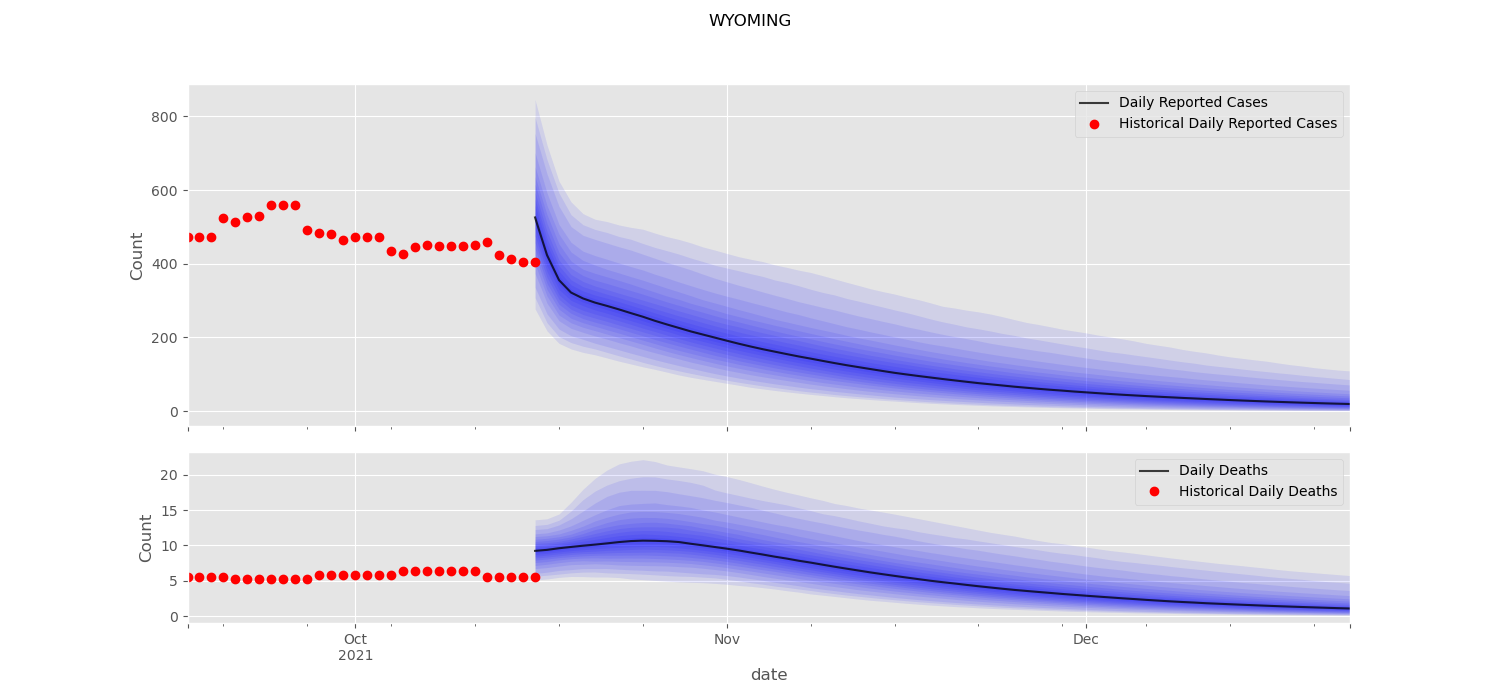 WYOMING
Count
800
600
400
200
0
Daily Reported Cases
Historical Daily Reported Cases
Count
20
15
10
5
0
Daily Deaths
Historical Daily Deaths
Oct
2021
Nov
Dec
date